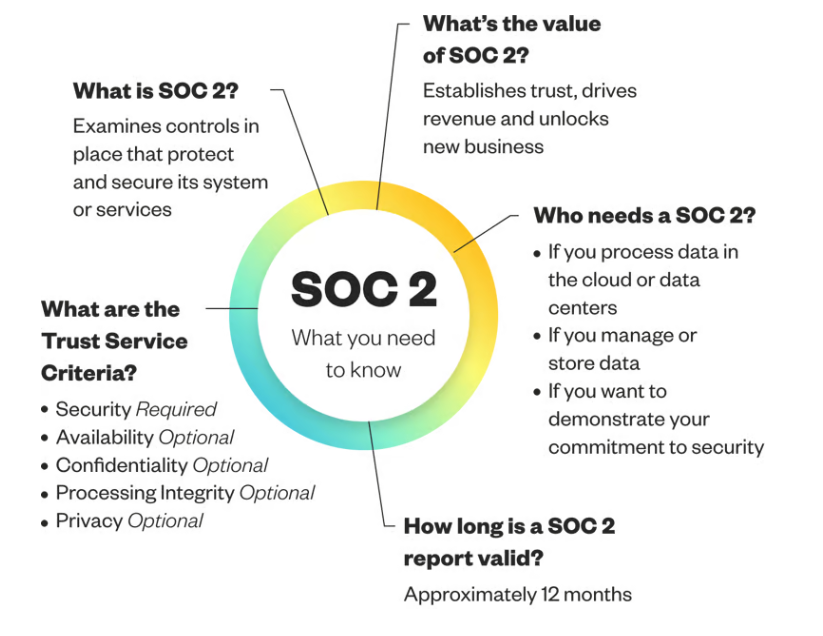 What's the value
of SOC 2?
Establishes trust, drives
revenue and unlocks
new business
What is SOC 2?
Examines controls in
place that protect
and secure its system
or services
Who needs a SOC 2?
• If you process data in
the cloud or data
centers
• If you manage or
store data
• If you want to
demonstrate your
commitment to security
SOC 2
What you need
to know
What are the
Trust Service
Criteria?
• Security Required
• Availability Optional
• Confidentiality Optional
• Processing Integrity Optional
• Privacy Optional
How long is a SOC 2
report valid?
Approximately 12 months